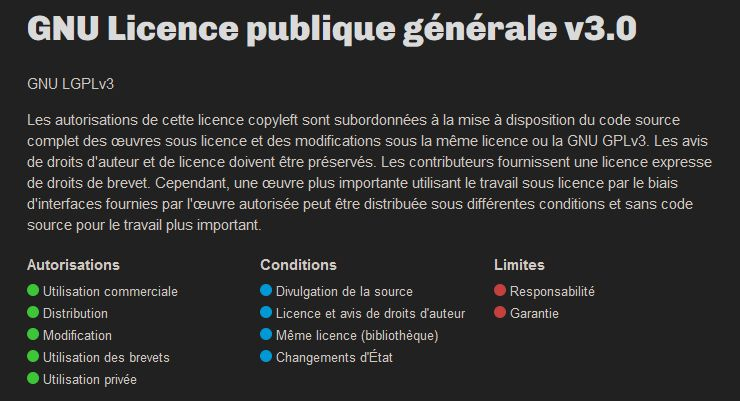 GNU Licence publique générale v3.0
GNU LGPLv3
Les autorisations de cette licence copyleft sont subordonnées à la mise à disposition du code source
complet des œuvres sous licence et des modifications sous la même licence ou la GNU GPLv3. Les avis
de droits d'auteur et de licence doivent être préservés. Les contributeurs fournissent une licence expresse
de droits de brevet. Cependant, une œuvre plus importante utilisant le travail sous licence par le biais
d'interfaces fournies par l'œuvre autorisée peut être distribuée sous différentes conditions et sans code
source pour le travail plus important.
Autorisations
Utilisation commerciale
Distribution
Modification
Utilisation des brevets
Utilisation privée
Conditions
Divulgation de la source
Licence et avis de droits d'auteur
Même licence (bibliothèque)
Changements d'État
Limites
Responsabilité
Garantie